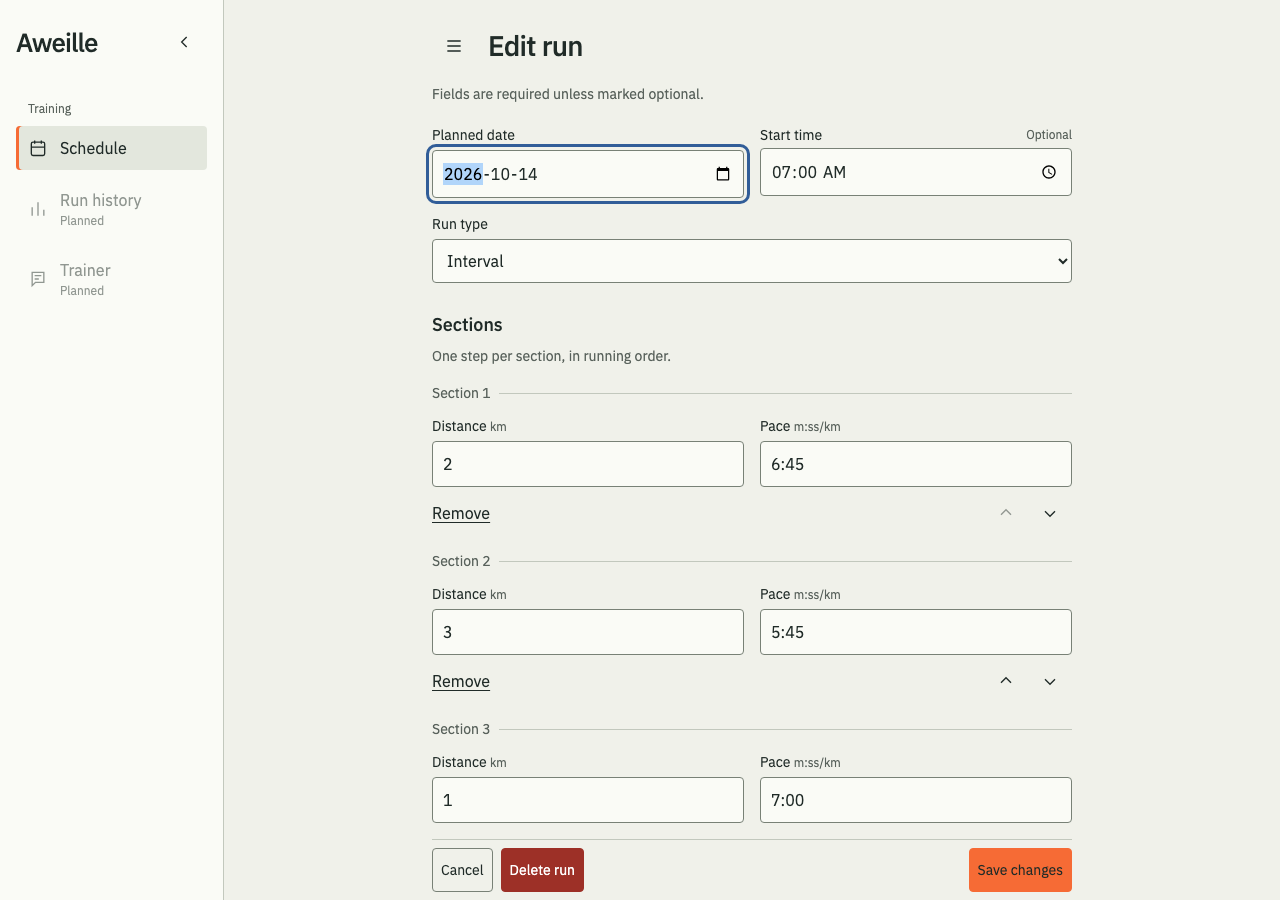 Aweille
Training
Schedule
Run history
Planned
Trainer
Planned
Edit run
Fields are required unless marked optional.
Planned date
2026-10-14
Start time Optional
07:00 AM
Run type
Interval
Sections
One step per section, in running order.
Section 1
Distance km
2
Pace m:ss/km
6:45
Remove
Section 2
Distance km
3
Pace m:ss/km
5:45
Remove
Section 3
Distance km
1
Pace m:ss/km
7:00
Cancel
Delete run
Save changes